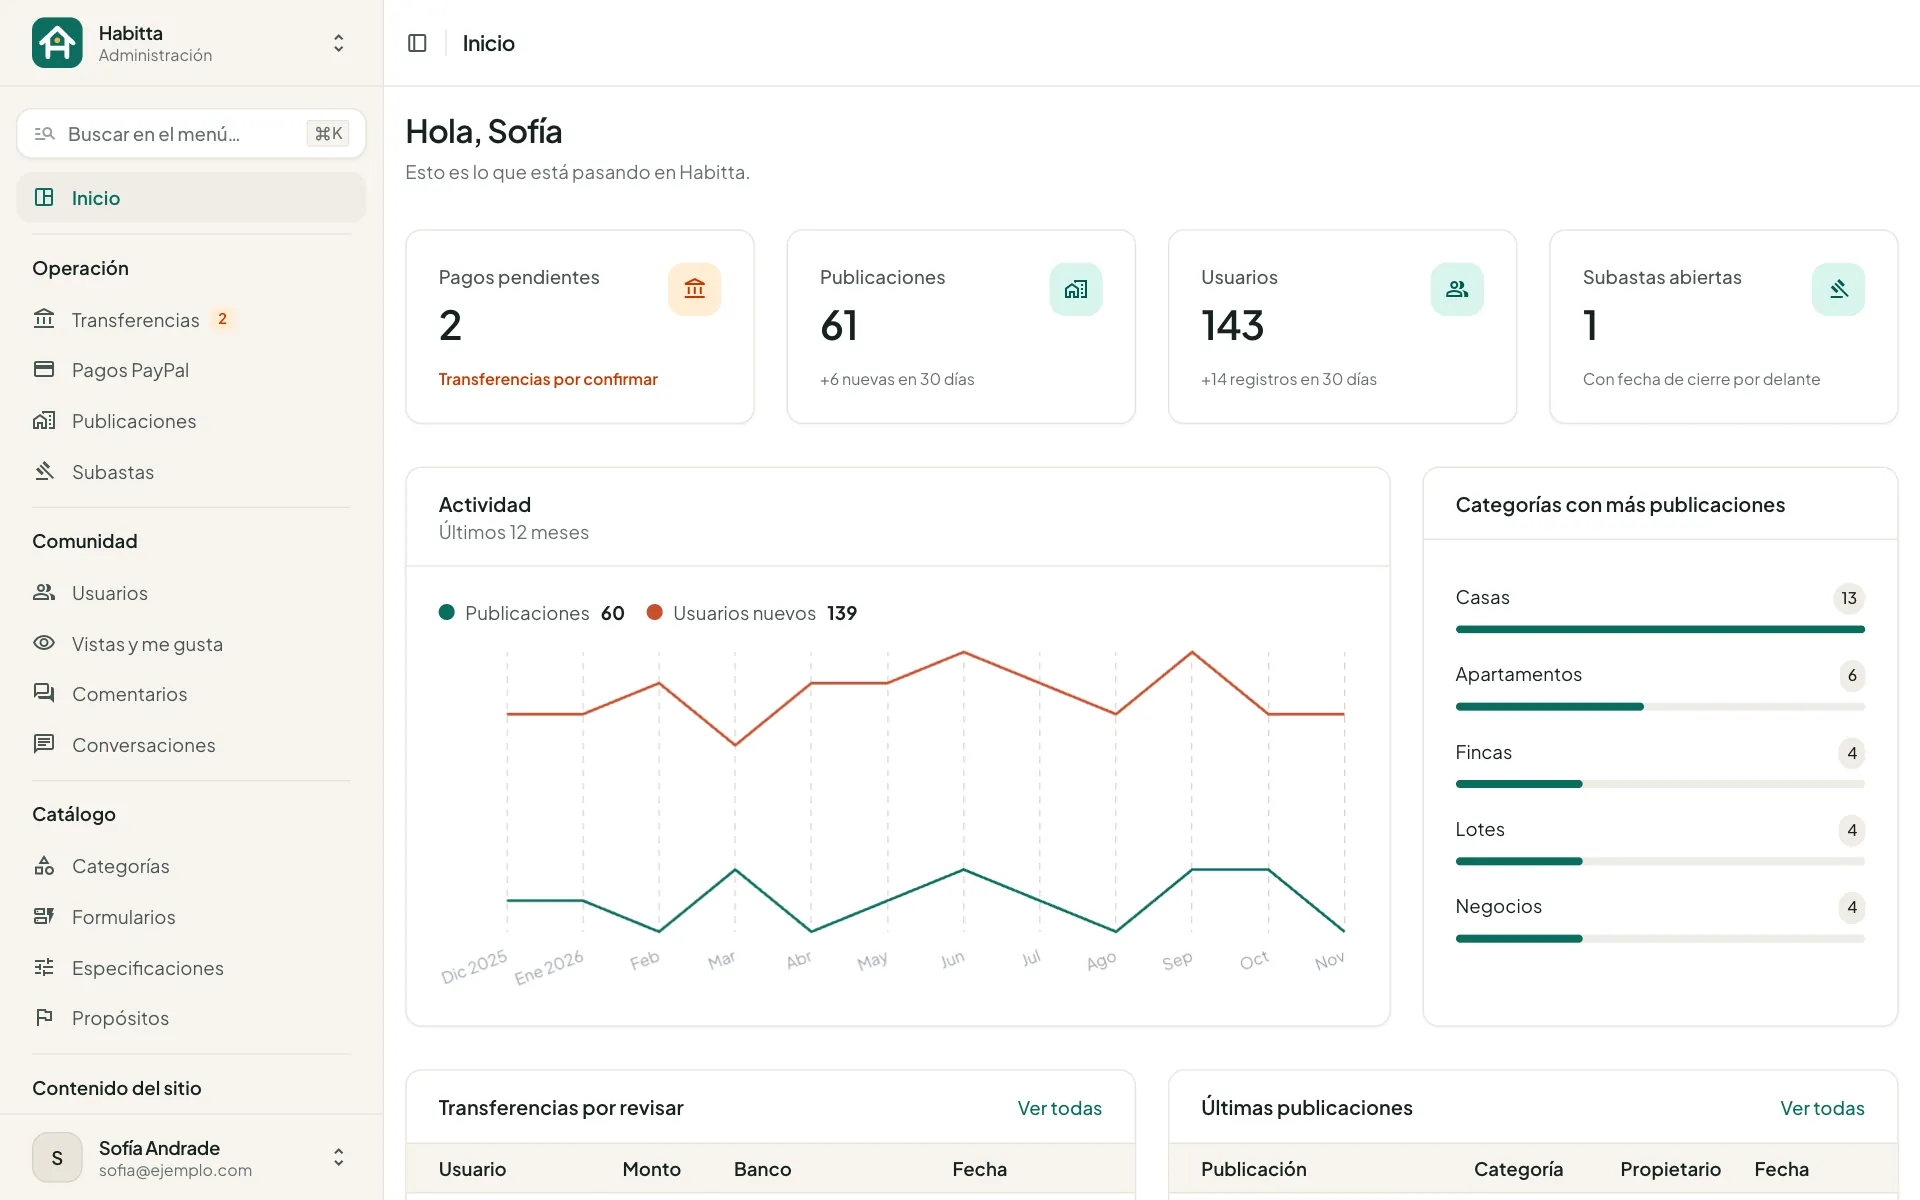 Habitta
Administración
Buscar en el menú...
⌘K
Inicio
Operación
Transferencias 2
Pagos PayPal
Publicaciones
Subastas
Comunidad
Usuarios
Vistas y me gusta
Comentarios
Conversaciones
Catálogo
Categorías
Formularios
Especificaciones
Propósitos
Contenido del sitio
S
Sofía Andrade
sofia@ejemplo.com
Inicio
Hola, Sofía
Esto es lo que está pasando en Habitta.
Pagos pendientes
2
Transferencias por confirmar
Publicaciones
61
+6 nuevas en 30 días
Usuarios
143
+14 registros en 30 días
Subastas abiertas
1
Con fecha de cierre por delante
Actividad
Últimos 12 meses
Publicaciones 60 Usuarios nuevos 139
Dic 2025 Ene 2026 Feb Mar Abr May Jun Jul Ago Sep Oct Nov
Categorías con más publicaciones
Casas 13
Apartamentos 6
Fincas 4
Lotes 4
Negocios 4
Transferencias por revisar Ver todas
Usuario Monto Banco Fecha
Últimas publicaciones Ver todas
Publicación Categoría Propietario Fecha